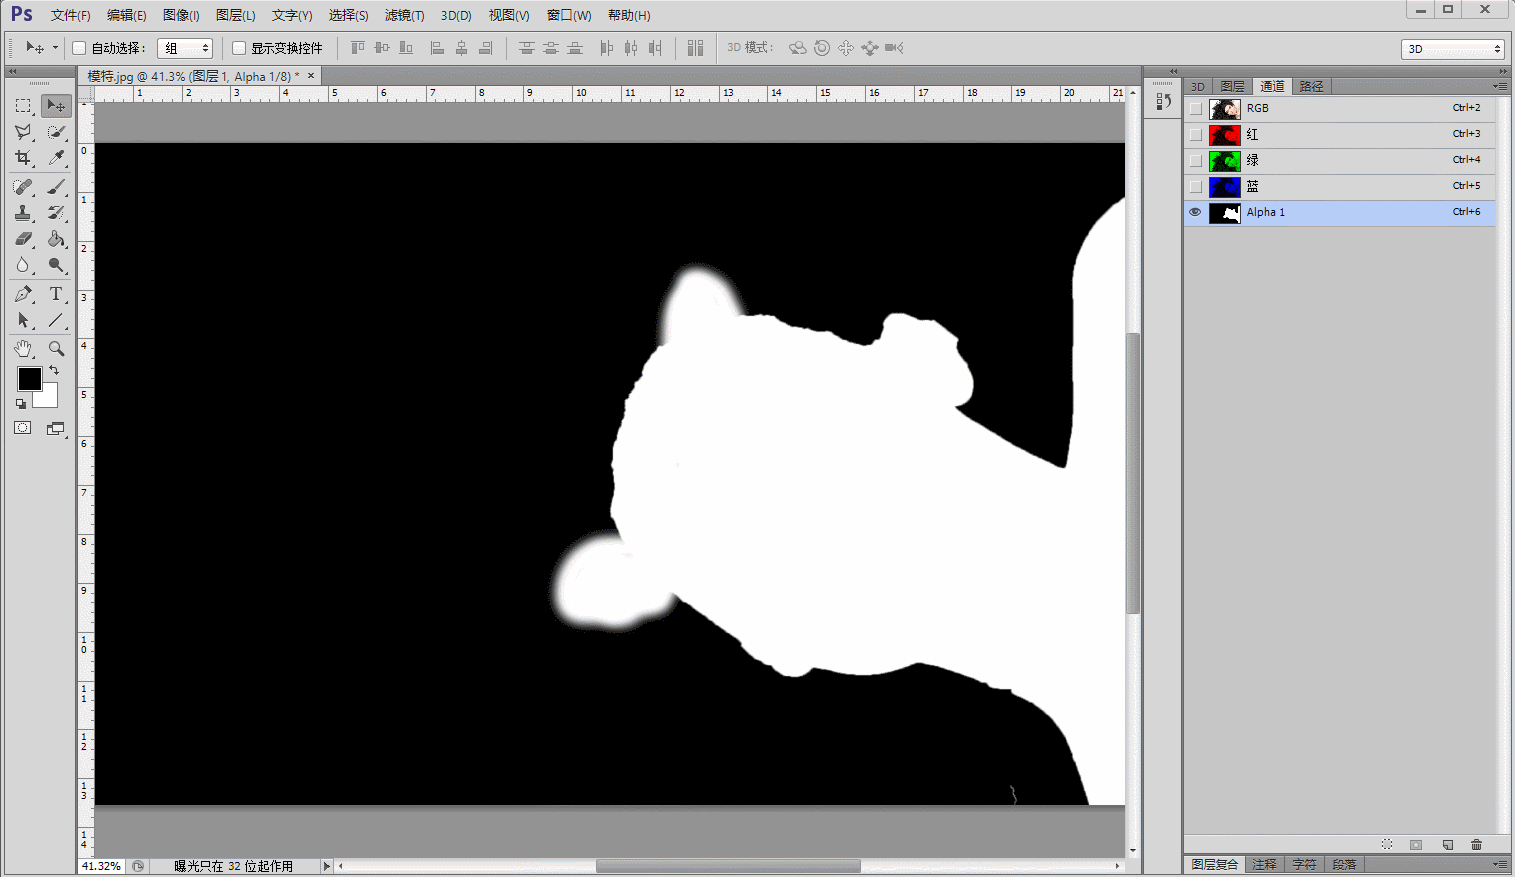 Ps 文件(F) 编辑(E) 图像(I) 图层(L) 文字(Y) 选择(S) 滤镜(T) 3D(D) 视图(V) 窗口(W) 帮助(H)
自动选择： 组 显示变换控件 3D 模式： 3D
模特.jpg @ 41.3% (图层 1, Alpha 1/8) * ×
1 2 3 4 5 6 7 8 9 10 11 12 13 14 15 16 17 18 19 20 21
0
1
2
3
4
5
6
7
8
9
10
11
12
13
14
T
3D 图层 通道 路径
RGB Ctrl+2
红 Ctrl+3
绿 Ctrl+4
蓝 Ctrl+5
Alpha 1 Ctrl+6
41.32% 曝光只在 32 位起作用
图层复合 注释 字符 段落